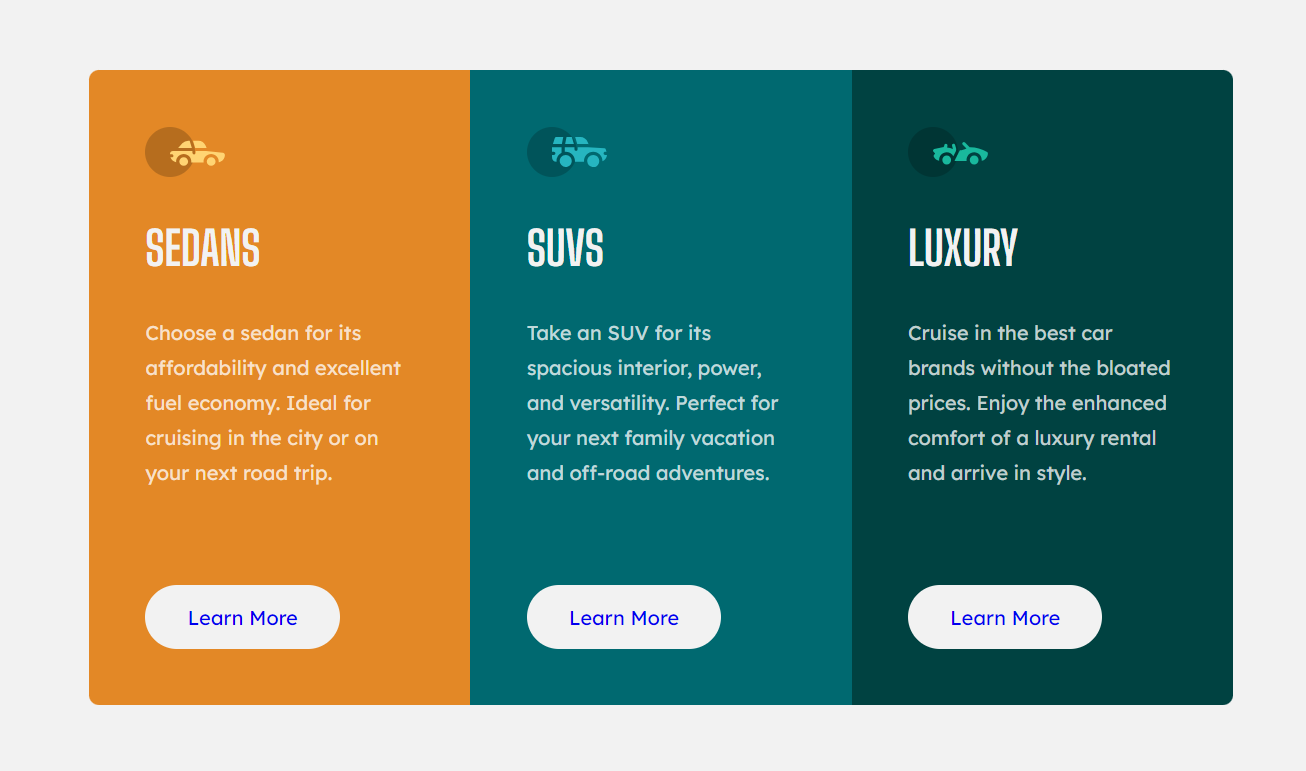 SEDANS
Choose a sedan for its
affordability and excellent
fuel economy. Ideal for
cruising in the city or on
your next road trip.
Learn More
SUVS
Take an SUV for its
spacious interior, power,
and versatility. Perfect for
your next family vacation
and off-road adventures.
Learn More
LUXURY
Cruise in the best car
brands without the bloated
prices. Enjoy the enhanced
comfort of a luxury rental
and arrive in style.
Learn More